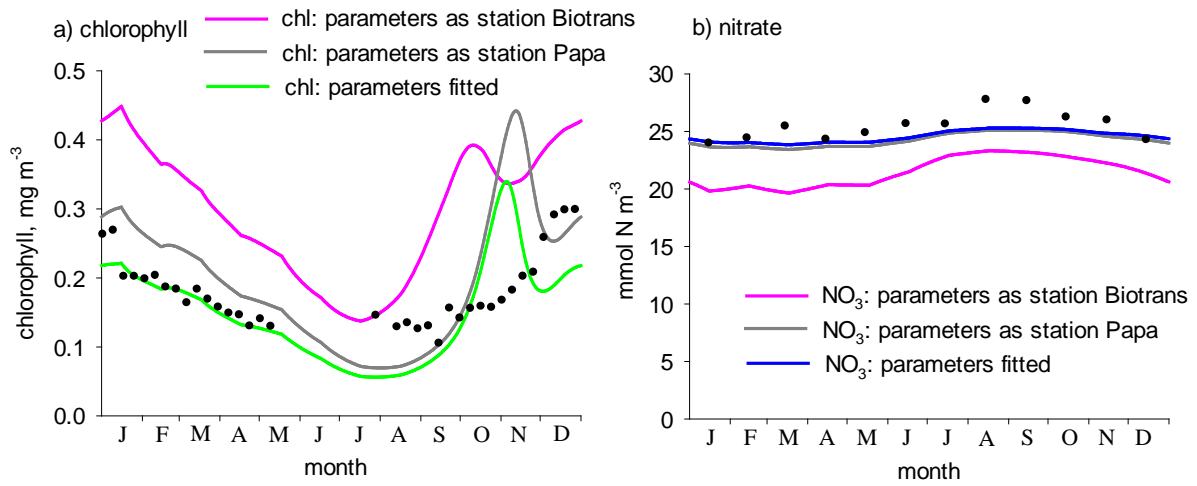 a) chlorophyll
chl: parameters as station Biotrans
chl: parameters as station Papa
chl: parameters fitted
0.5
0.4
0.3
0.2
0.1
0.0
chlorophyll, mg m⁻³
J F M A M J J A S O N D
month
b) nitrate
30
25
20
15
10
5
0
mmol N m⁻³
NO₃: parameters as station Biotrans
NO₃: parameters as station Papa
NO₃: parameters fitted
J F M A M J J A S O N D
month